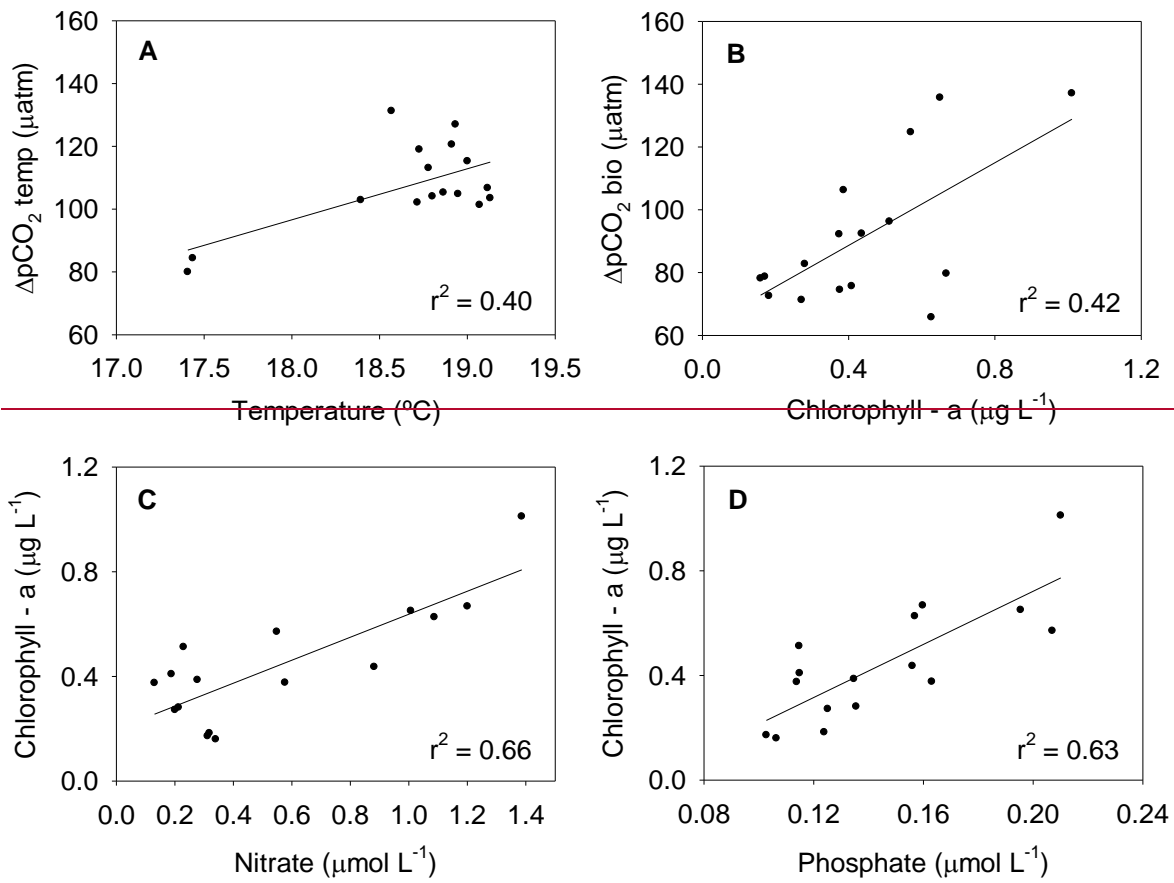 A
ΔpCO2 temp (μatm)
160
140
120
100
80
60
r2 = 0.40
17.0 17.5 18.0 18.5 19.0 19.5
Temperature (ºC)
B
ΔpCO2 bio (μatm)
160
140
120
100
80
60
r2 = 0.42
0.0 0.4 0.8 1.2
Chlorophyll - a (μg L-1)
C
Chlorophyll - a (μg L-1)
1.2
0.8
0.4
0.0
r2 = 0.66
0.0 0.2 0.4 0.6 0.8 1.0 1.2 1.4
Nitrate (μmol L-1)
D
Chlorophyll - a (μg L-1)
1.2
0.8
0.4
0.0
r2 = 0.63
0.08 0.12 0.16 0.20 0.24
Phosphate (μmol L-1)